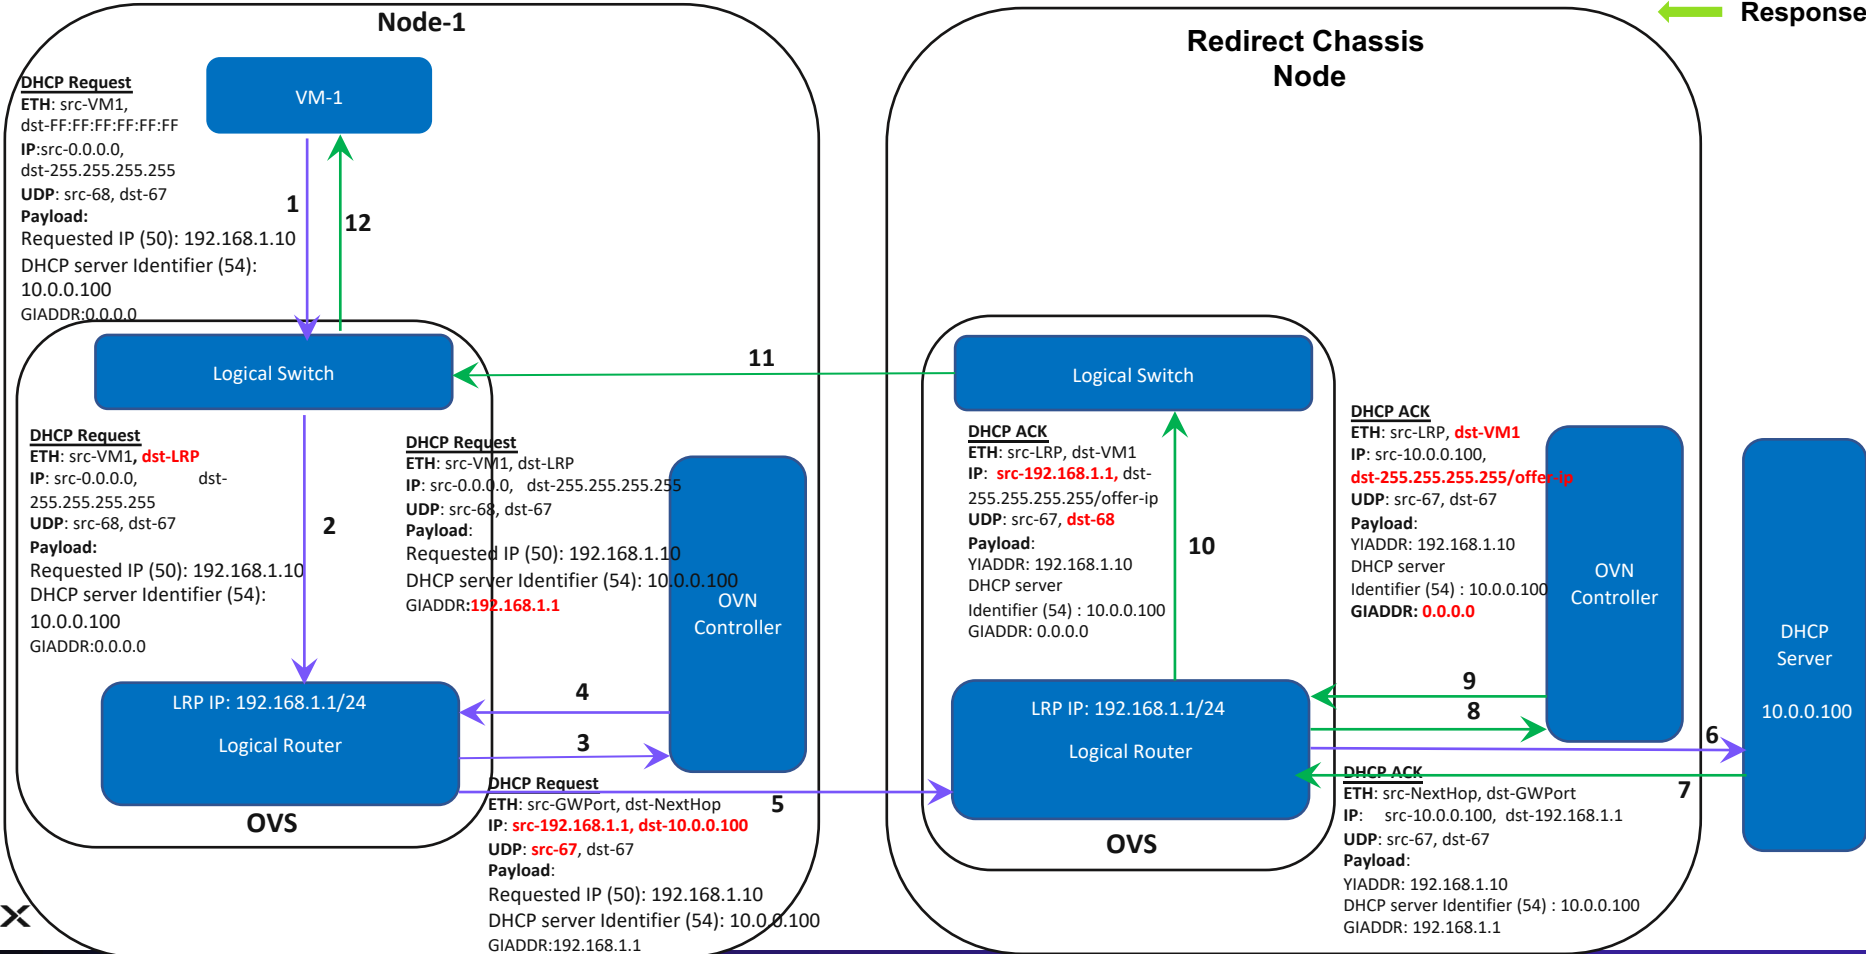 Node-1
Redirect Chassis
Node
Response
DHCP Request
ETH: src-VM1,
dst-FF:FF:FF:FF:FF:FF
IP:src-0.0.0.0,
dst-255.255.255.255
UDP: src-68, dst-67
Payload:
Requested IP (50): 192.168.1.10
DHCP server Identifier (54):
10.0.0.100
GIADDR:0.0.0.0
VM-1
1
12
Logical Switch
11
Logical Switch
DHCP Request
ETH: src-VM1, dst-LRP
IP: src-0.0.0.0, dst-
255.255.255.255
UDP: src-68, dst-67
Payload:
Requested IP (50): 192.168.1.10
DHCP server Identifier (54):
10.0.0.100
GIADDR:0.0.0.0
2
DHCP Request
ETH: src-VM1, dst-LRP
IP: src-0.0.0.0, dst-255.255.255.255
UDP: src-68, dst-67
Payload:
Requested IP (50): 192.168.1.10
DHCP server Identifier (54): 10.0.0.100
GIADDR:192.168.1.1
OVN
Controller
LRP IP: 192.168.1.1/24
Logical Router
4
3
OVS
DHCP Request
ETH: src-GWPort, dst-NextHop
IP: src-192.168.1.1, dst-10.0.0.100
UDP: src-67, dst-67
Payload:
Requested IP (50): 192.168.1.10
DHCP server Identifier (54): 10.0.0.100
GIADDR:192.168.1.1
5
DHCP ACK
ETH: src-LRP, dst-VM1
IP: src-192.168.1.1, dst-
255.255.255.255/offer-ip
UDP: src-67, dst-68
Payload:
YIADDR: 192.168.1.10
DHCP server
Identifier (54) : 10.0.0.100
GIADDR: 0.0.0.0
10
DHCP ACK
ETH: src-LRP, dst-VM1
IP: src-10.0.0.100,
dst-255.255.255.255/offer-ip
UDP: src-67, dst-67
Payload:
YIADDR: 192.168.1.10
DHCP server
Identifier (54) : 10.0.0.100
GIADDR: 0.0.0.0
OVN
Controller
DHCP
Server
10.0.0.100
LRP IP: 192.168.1.1/24
Logical Router
9
8
6
7
OVS
DHCP ACK
ETH: src-NextHop, dst-GWPort
IP: src-10.0.0.100, dst-192.168.1.1
UDP: src-67, dst-67
Payload:
YIADDR: 192.168.1.10
DHCP server Identifier (54) : 10.0.0.100
GIADDR: 192.168.1.1